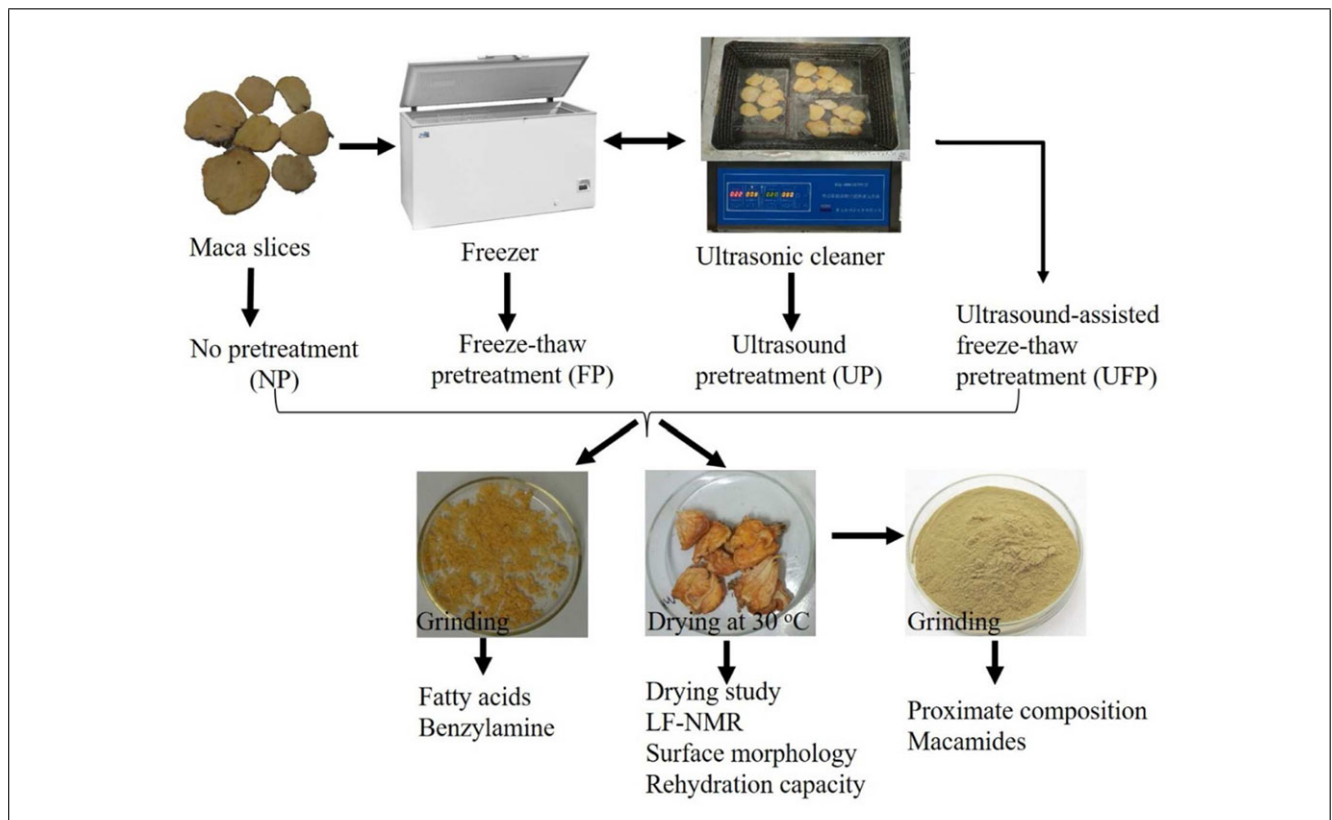 Maca slices
Freezer
Ultrasonic cleaner
No pretreatment
(NP)
Freeze-thaw
pretreatment (FP)
Ultrasound
pretreatment (UP)
Ultrasound-assisted
freeze-thaw
pretreatment (UFP)
Grinding
Drying at 30 °C
Grinding
Fatty acids
Benzylamine
Drying study
LF-NMR
Surface morphology
Rehydration capacity
Proximate composition
Macamides